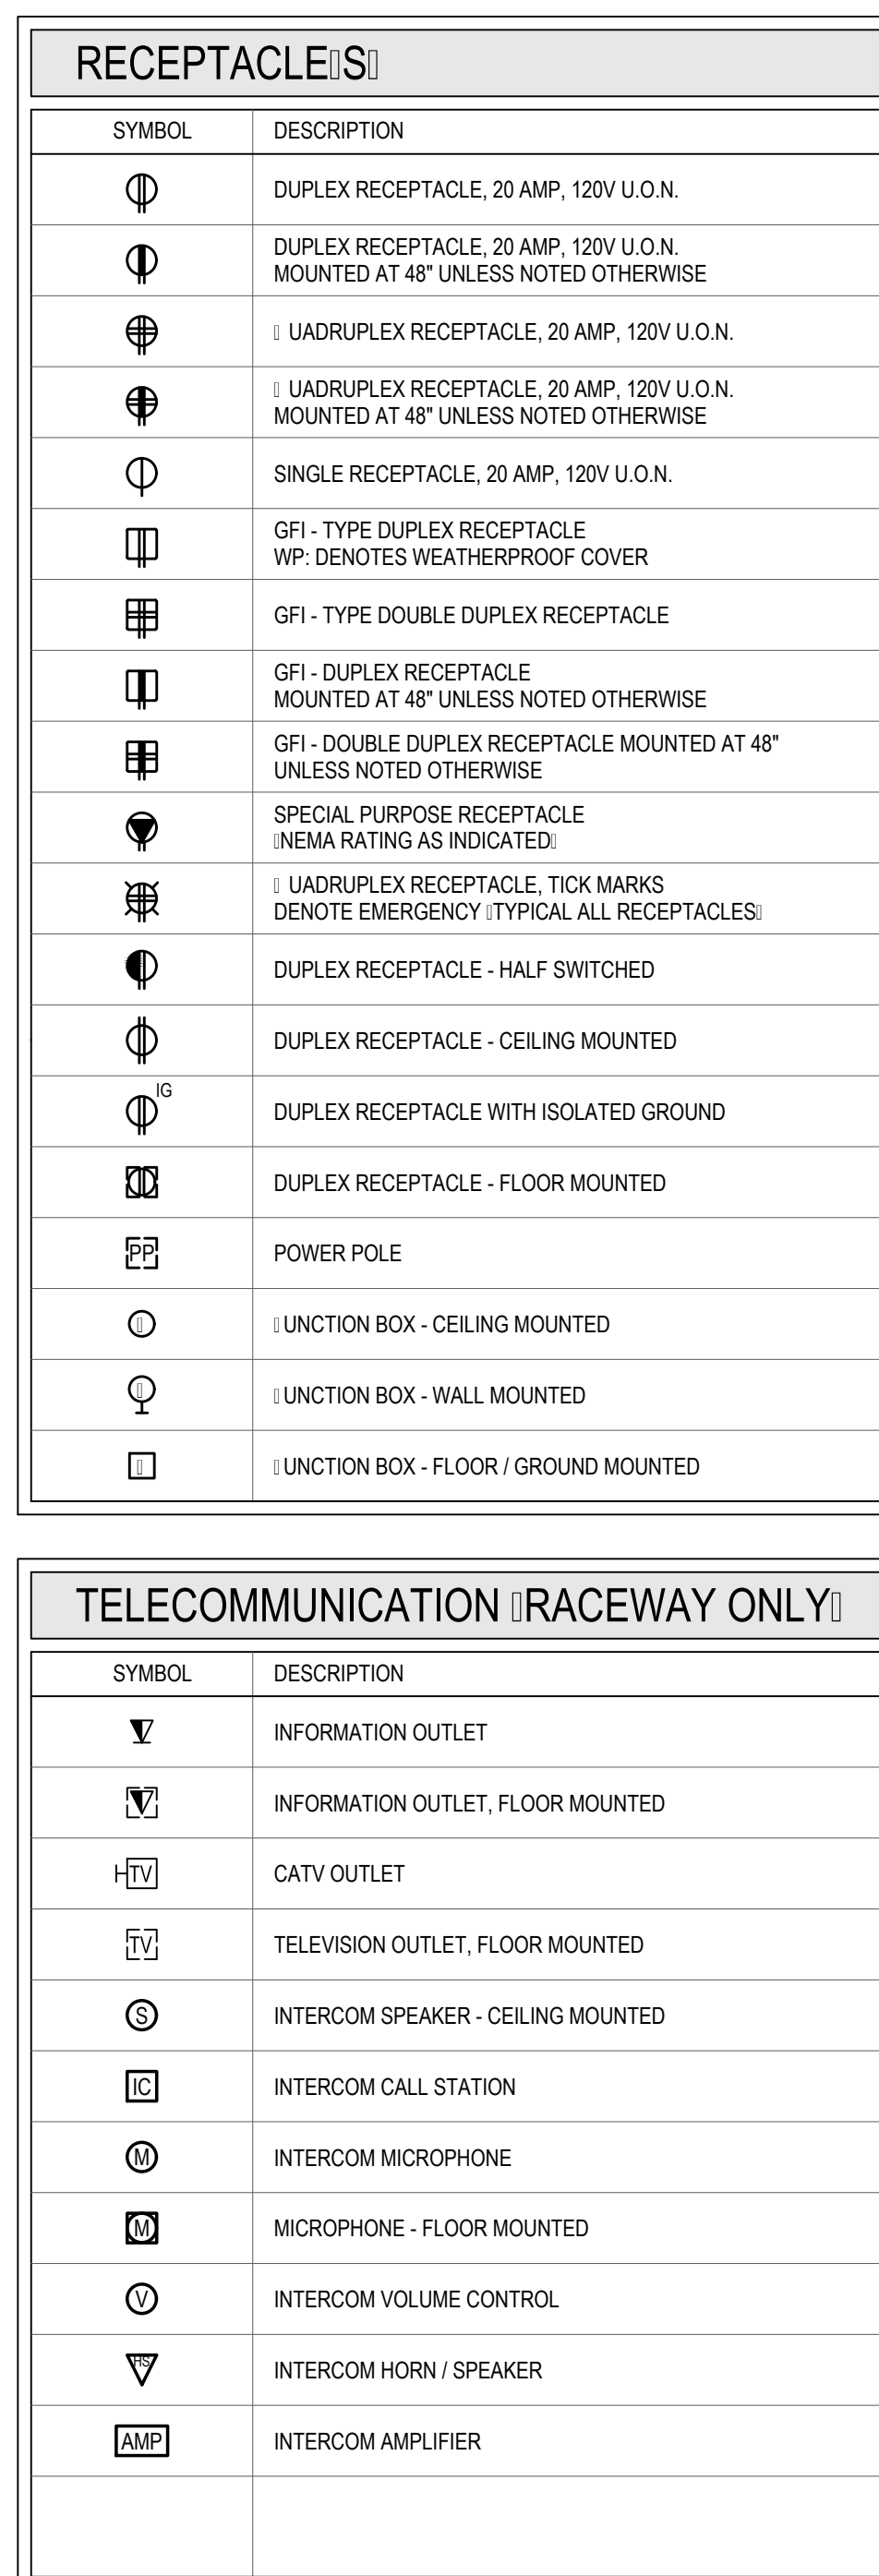 RECEPTACLE▯S▯
SYMBOL DESCRIPTION
DUPLEX RECEPTACLE, 20 AMP, 120V U.O.N.
DUPLEX RECEPTACLE, 20 AMP, 120V U.O.N.
MOUNTED AT 48" UNLESS NOTED OTHERWISE
▯UADRUPLEX RECEPTACLE, 20 AMP, 120V U.O.N.
▯UADRUPLEX RECEPTACLE, 20 AMP, 120V U.O.N.
MOUNTED AT 48" UNLESS NOTED OTHERWISE
SINGLE RECEPTACLE, 20 AMP, 120V U.O.N.
GFI - TYPE DUPLEX RECEPTACLE
WP: DENOTES WEATHERPROOF COVER
GFI - TYPE DOUBLE DUPLEX RECEPTACLE
GFI - DUPLEX RECEPTACLE
MOUNTED AT 48" UNLESS NOTED OTHERWISE
GFI - DOUBLE DUPLEX RECEPTACLE MOUNTED AT 48"
UNLESS NOTED OTHERWISE
SPECIAL PURPOSE RECEPTACLE
▯NEMA RATING AS INDICATED▯
▯UADRUPLEX RECEPTACLE, TICK MARKS
DENOTE EMERGENCY ▯TYPICAL ALL RECEPTACLES▯
DUPLEX RECEPTACLE - HALF SWITCHED
DUPLEX RECEPTACLE - CEILING MOUNTED
IG
DUPLEX RECEPTACLE WITH ISOLATED GROUND
DUPLEX RECEPTACLE - FLOOR MOUNTED
PP POWER POLE
▯ ▯UNCTION BOX - CEILING MOUNTED
▯ ▯UNCTION BOX - WALL MOUNTED
▯ ▯UNCTION BOX - FLOOR / GROUND MOUNTED
TELECOMMUNICATION ▯RACEWAY ONLY▯
SYMBOL DESCRIPTION
INFORMATION OUTLET
INFORMATION OUTLET, FLOOR MOUNTED
TV CATV OUTLET
TV TELEVISION OUTLET, FLOOR MOUNTED
S INTERCOM SPEAKER - CEILING MOUNTED
IC INTERCOM CALL STATION
M INTERCOM MICROPHONE
M MICROPHONE - FLOOR MOUNTED
V INTERCOM VOLUME CONTROL
HS INTERCOM HORN / SPEAKER
AMP INTERCOM AMPLIFIER